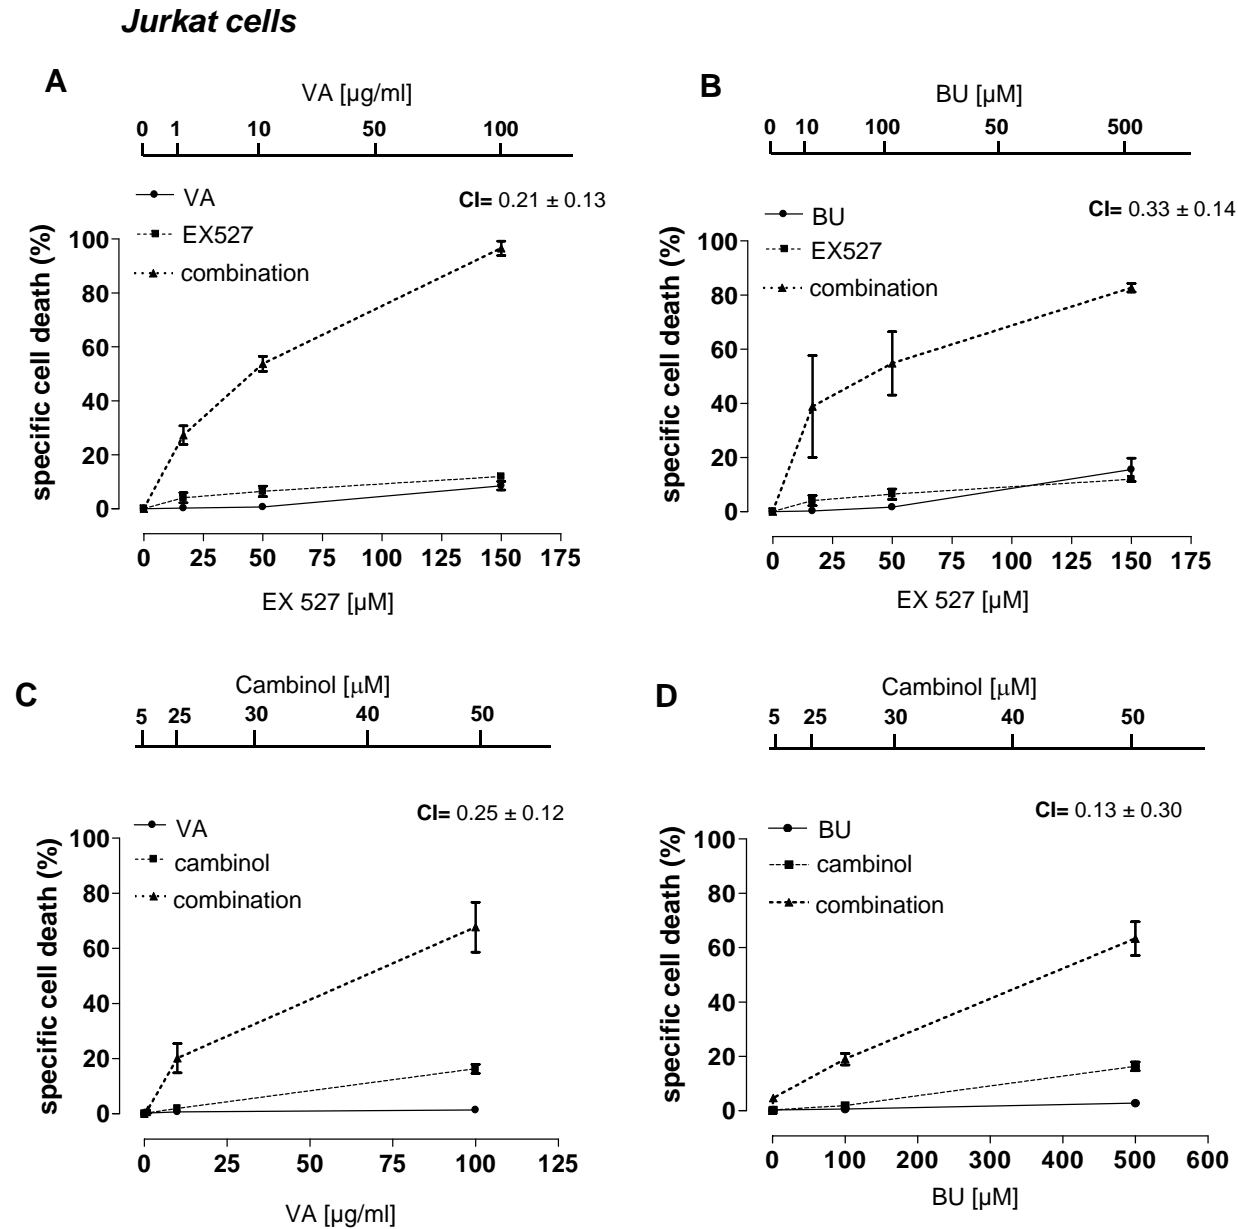 Jurkat cells
A
VA [µg/ml]
0 1 10 50 100
VA
EX527
combination
CI= 0.21 ± 0.13
specific cell death (%)
100
80
60
40
20
0
0 25 50 75 100 125 150 175
EX 527 [µM]
B
BU [µM]
0 10 100 50 500
BU
EX527
combination
CI= 0.33 ± 0.14
specific cell death (%)
100
80
60
40
20
0
0 25 50 75 100 125 150 175
EX 527 [µM]
C
Cambinol [µM]
5 25 30 40 50
VA
cambinol
combination
CI= 0.25 ± 0.12
specific cell death (%)
100
80
60
40
20
0
0 25 50 75 100 125
VA [µg/ml]
D
Cambinol [µM]
5 25 30 40 50
BU
cambinol
combination
CI= 0.13 ± 0.30
specific cell death (%)
100
80
60
40
20
0
0 100 200 300 400 500 600
BU [µM]